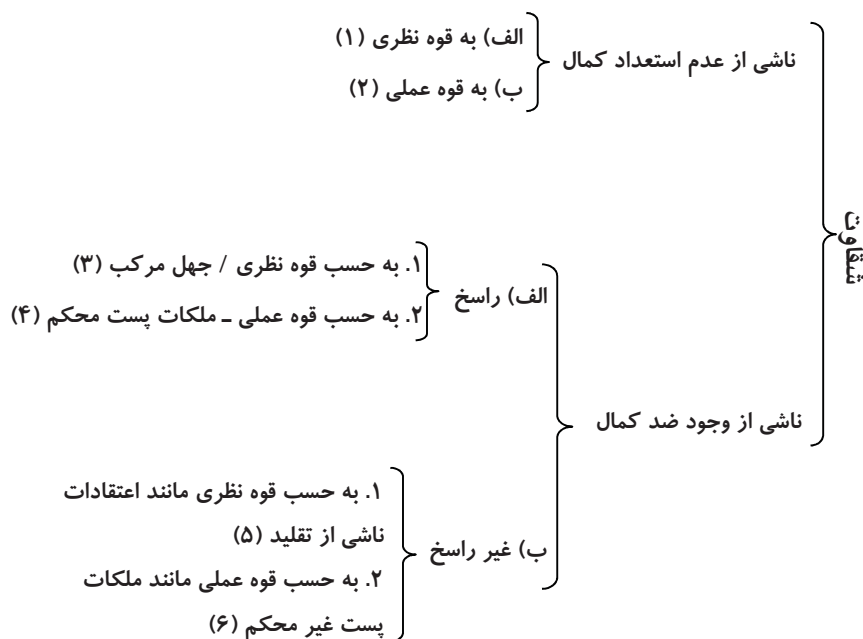 شقاوت
ناشی از عدم استعداد کمال
الف) به قوه نظری (۱)
ب) به قوه عملی (۲)
ناشی از وجود ضد کمال
الف) راسخ
۱. به حسب قوه نظری / جهل مرکب (۳)
۲. به حسب قوه عملی ـ ملکات پست محکم (۴)
ب) غیر راسخ
۱. به حسب قوه نظری مانند اعتقادات
ناشی از تقلید (۵)
۲. به حسب قوه عملی مانند ملکات
پست غیر محکم (۶)